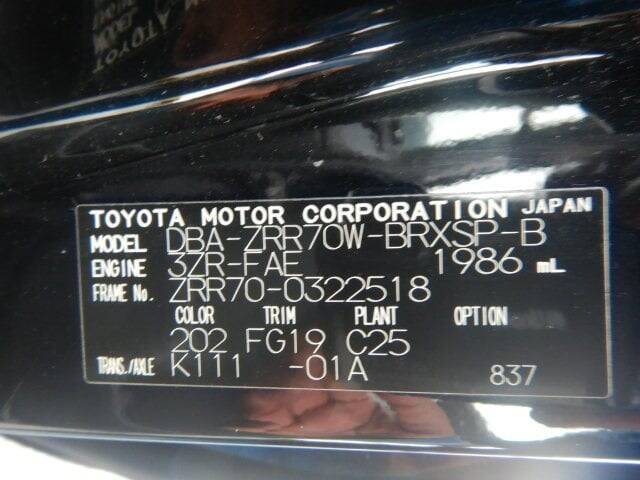 TOYOTA MOTOR CORPORATION JAPAN
MODEL DBA-ZRR70W-BRXSP-B
ENGINE 3ZR-FAE 1986 mL
FRAME No. ZRR70-0322518
COLOR TRIM PLANT OPTION
202 FG19 C25
TRANS./AXLE K111 -01A 837